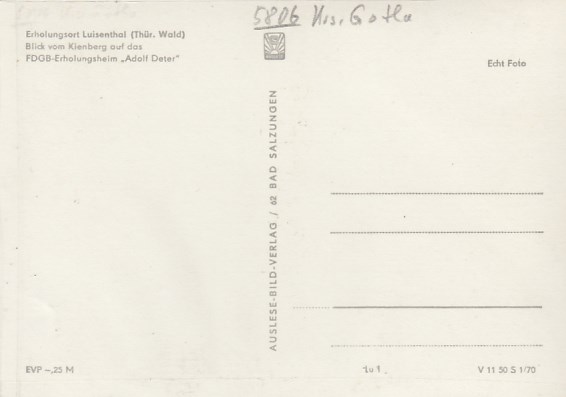 5806 Krs. Gotha
Erholungsort Luisenthal (Thür. Wald)
Blick vom Kienberg auf das
FDGB-Erholungsheim „Adolf Deter"
Echt Foto
AUSLESE-BILD-VERLAG / 62 BAD SALZUNGEN
EVP –,25 M
1u1
V 11 50 S 1/70